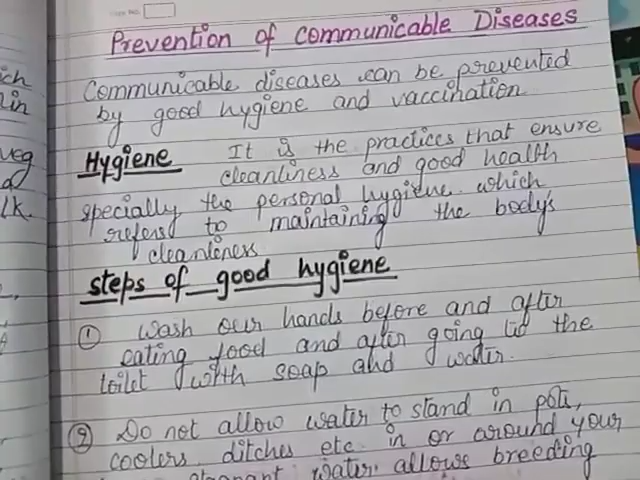 Prevention of Communicable Diseases
Communicable diseases can be prevented
by good hygiene and vaccination
Hygiene It is the practices that ensure
cleanliness and good health
specially the personal hygiene which
refers to maintaining the body's
cleanliness
steps of good hygiene
① wash our hands before and after
eating food and after going to the
toilet with soap and water.
② Do not allow water to stand in pots,
coolers, ditches etc. in or around your
water allows breeding